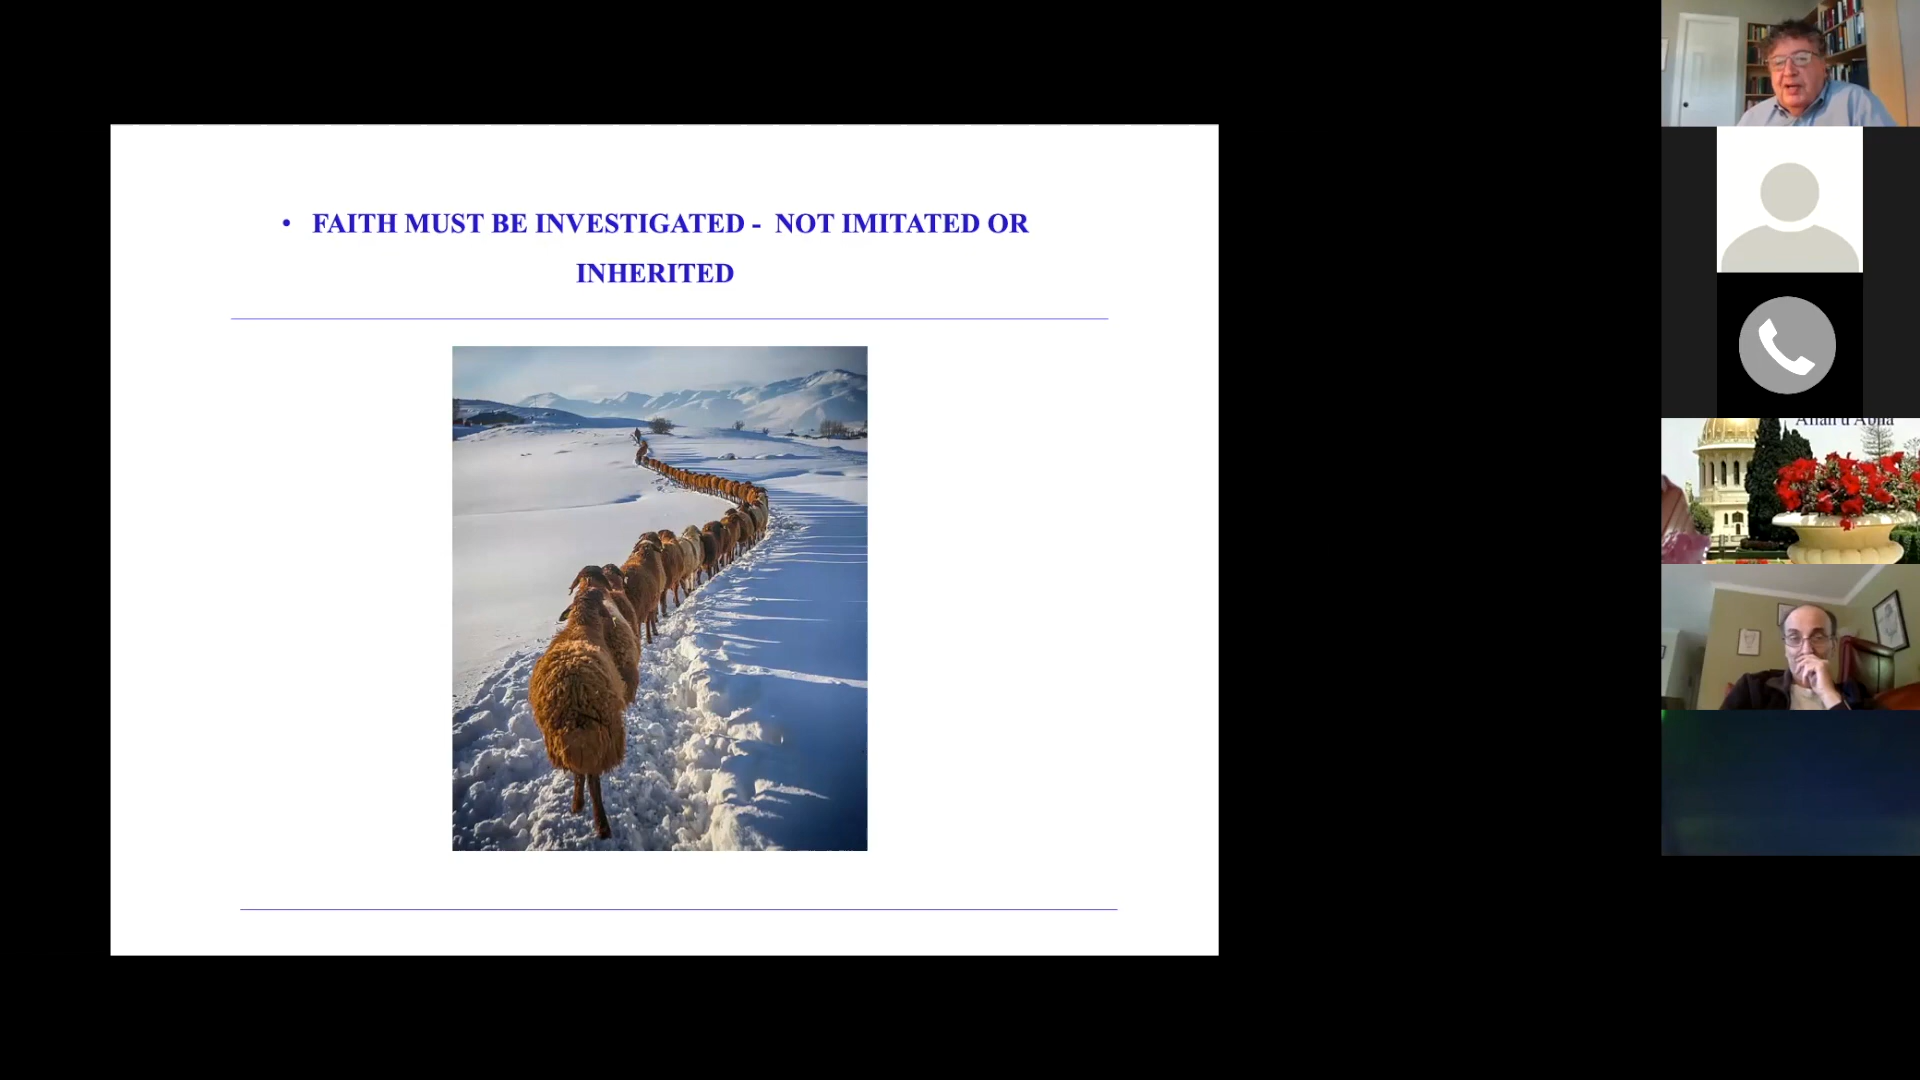 • FAITH MUST BE INVESTIGATED - NOT IMITATED OR
INHERITED